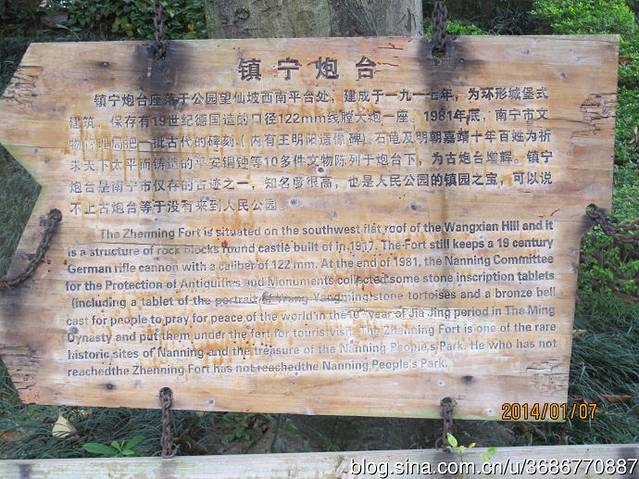 镇宁炮台
镇宁炮台座落于公园望仙坡西南平台处，建成于一九一七年，为环形城堡式
建筑，保存有19世纪德国造的口径122mm线膛大炮一座。1981年底，南宁市文
物管理局把一批古代的碑刻（内有王明阳遗像碑）石龟及明朝嘉靖十年百姓为祈
求天下太平而铸造的平安铜钟等10多件文物陈列于炮台下，为古炮台增辉。镇宁
炮台是南宁市仅存的古迹之一，知名度很高，也是人民公园的镇园之宝，可以说
不上古炮台等于没有来到人民公园
The Zhenning Fort is situated on the southwest flat roof of the Wangxian Hill and it
is a structure of rock blocks round castle built of in 1917. The Fort still keeps a 19 century
German rifle cannon with a caliber of 122 mm. At the end of 1981, the Nanning Committee
for the Protection of Antiquities and Monuments collected some stone inscription tablets
(including a tablet of the portrait of Wang Yangming stone tortoises and a bronze bell
cast for people to pray for peace of the world in the 10th year of Jia Jing period in The Ming
Dynasty and put them under the fort for tourist visit. The Zhenning Fort is one of the rare
historic sites of Nanning and the treasure of the Nanning People's Park. He who has not
reachedthe Zhenning Fort has not reachedthe Nanning People's Park.
2014/01/07
blog.sina.com.cn/u/3686770887